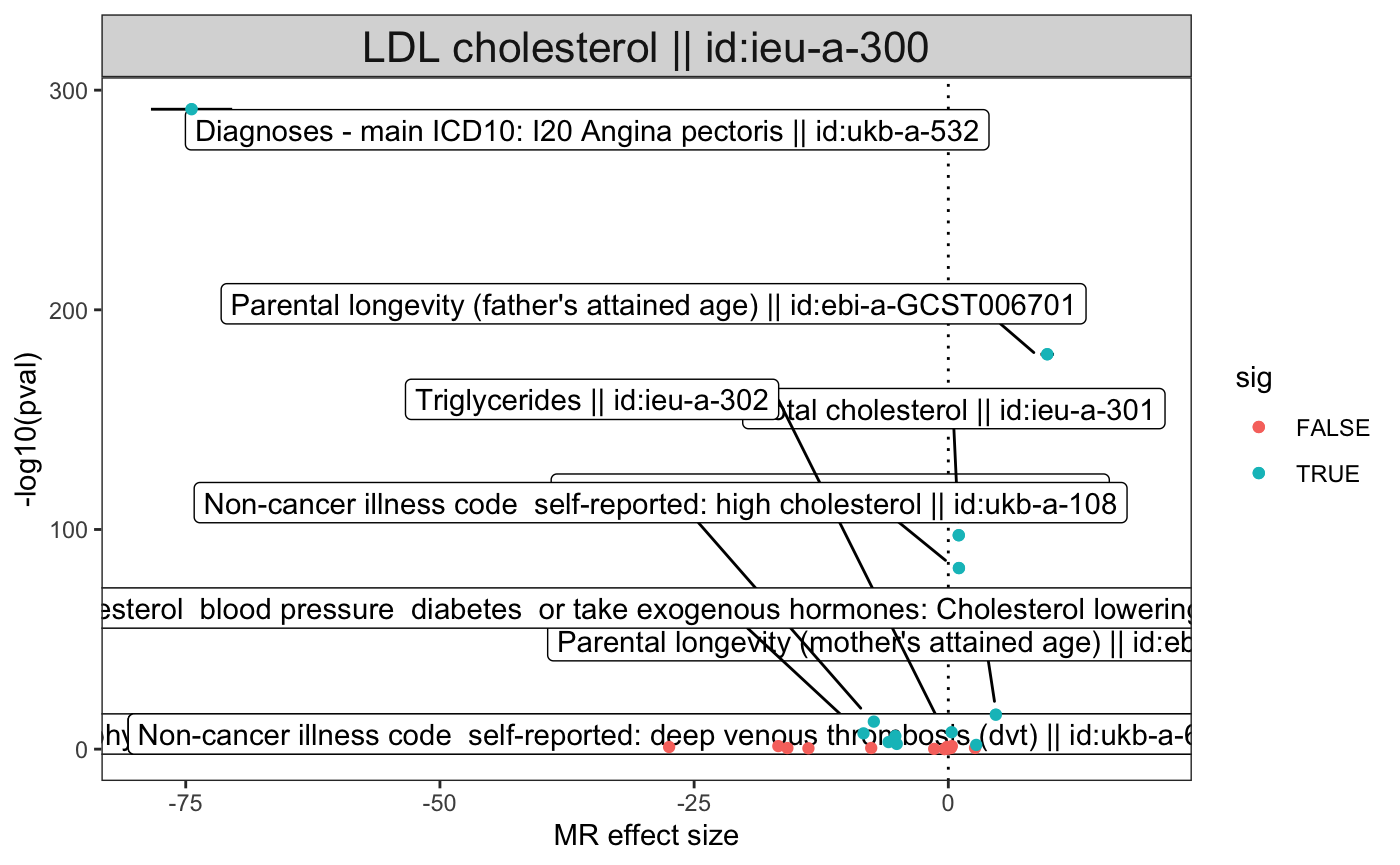 LDL cholesterol || id:ieu-a-300
300
Diagnoses - main ICD10: I20 Angina pectoris || id:ukb-a-532
Parental longevity (father's attained age) || id:ebi-a-GCST006701
200
Triglycerides || id:ieu-a-302
otal cholesterol || id:ieu-a-301
Non-cancer illness code  self-reported: high cholesterol || id:ukb-a-108
100
esterol  blood pressure  diabetes  or take exogenous hormones: Cholesterol lowering
Parental longevity (mother's attained age) || id:eb
hy
Non-cancer illness code  self-reported: deep venous thrombosis (dvt) || id:ukb-a-6
0
-75
-50
-25
0
MR effect size
-log10(pval)
sig
FALSE
TRUE